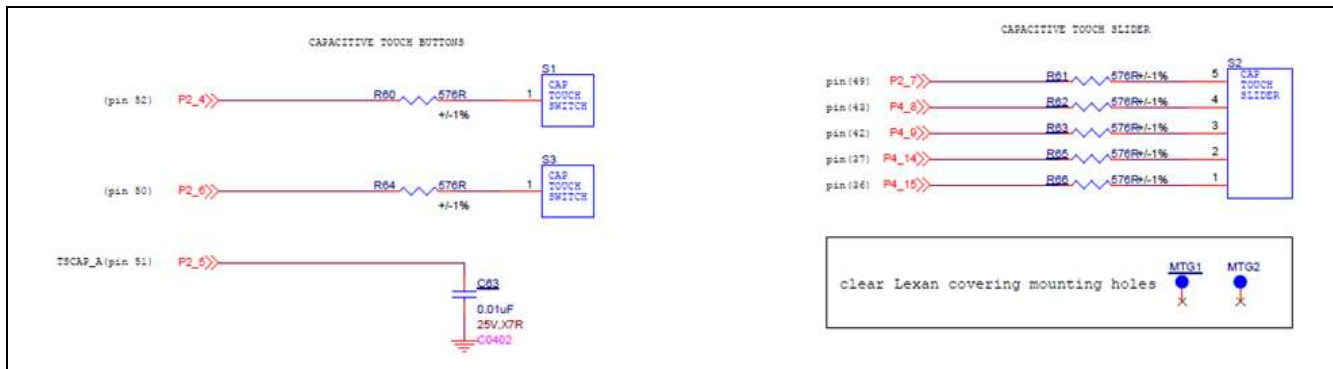 CAPACITIVE TOUCH BUTTONS
S1
(pin 52) P2_4 R60 576R 1 CAP
TOUCH
SWITCH
+/-1%
S3
(pin 50) P2_6 R64 576R 1 CAP
TOUCH
SWITCH
+/-1%
TSCAP_A(pin 51) P2_5
C63
0.01uF
25V,X7R
C0402
CAPACITIVE TOUCH SLIDER
S2
pin(49) P2_7 R61 576R+/-1% 5 CAP
TOUCH
SLIDER
pin(43) P4_8 R62 576R+/-1% 4
pin(42) P4_9 R63 576R+/-1% 3
pin(37) P4_14 R65 576R+/-1% 2
pin(36) P4_15 R66 576R+/-1% 1
clear Lexan covering mounting holes MTG1 MTG2